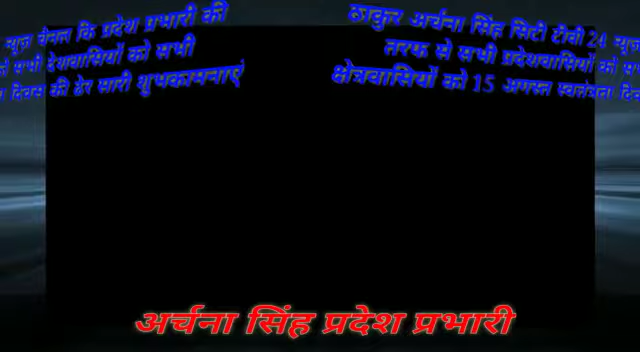 न्यूज़ चैनल कि प्रदेश प्रभारी की
को सभी देशवासियों को सभी
दिवस की ढेर सारी शुभकामनाएं
ठाकुर अर्चना सिंह सिटी टीवी 24 न्यूज़
तरफ से सभी प्रदेशवासियों को
क्षेत्रवासियों को 15 अगस्त स्वतंत्रता
अर्चना सिंह प्रदेश प्रभारी